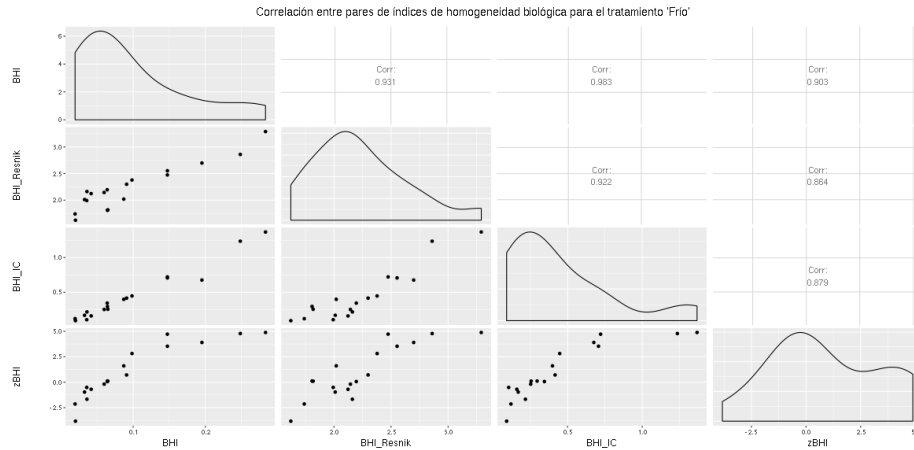 Correlación entre pares de índices de homogeneidad biológica para el tratamiento 'Frío'
BHI
6
4
2
0
Corr:
0.931
Corr:
0.983
Corr:
0.903
BHI_Resnik
3.0
2.5
2.0
Corr:
0.922
Corr:
0.864
BHI_IC
1.0
0.5
Corr:
0.879
zBHI
5.0
2.5
0.0
-2.5
0.1
0.2
2.0
2.5
3.0
0.5
1.0
-2.5
0.0
2.5
5
BHI
BHI_Resnik
BHI_IC
zBHI